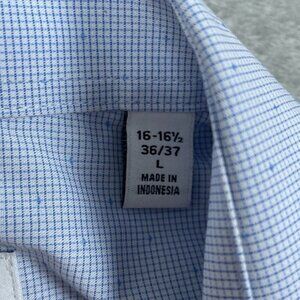 16-16½
36/37
L
MADE IN
INDONESIA